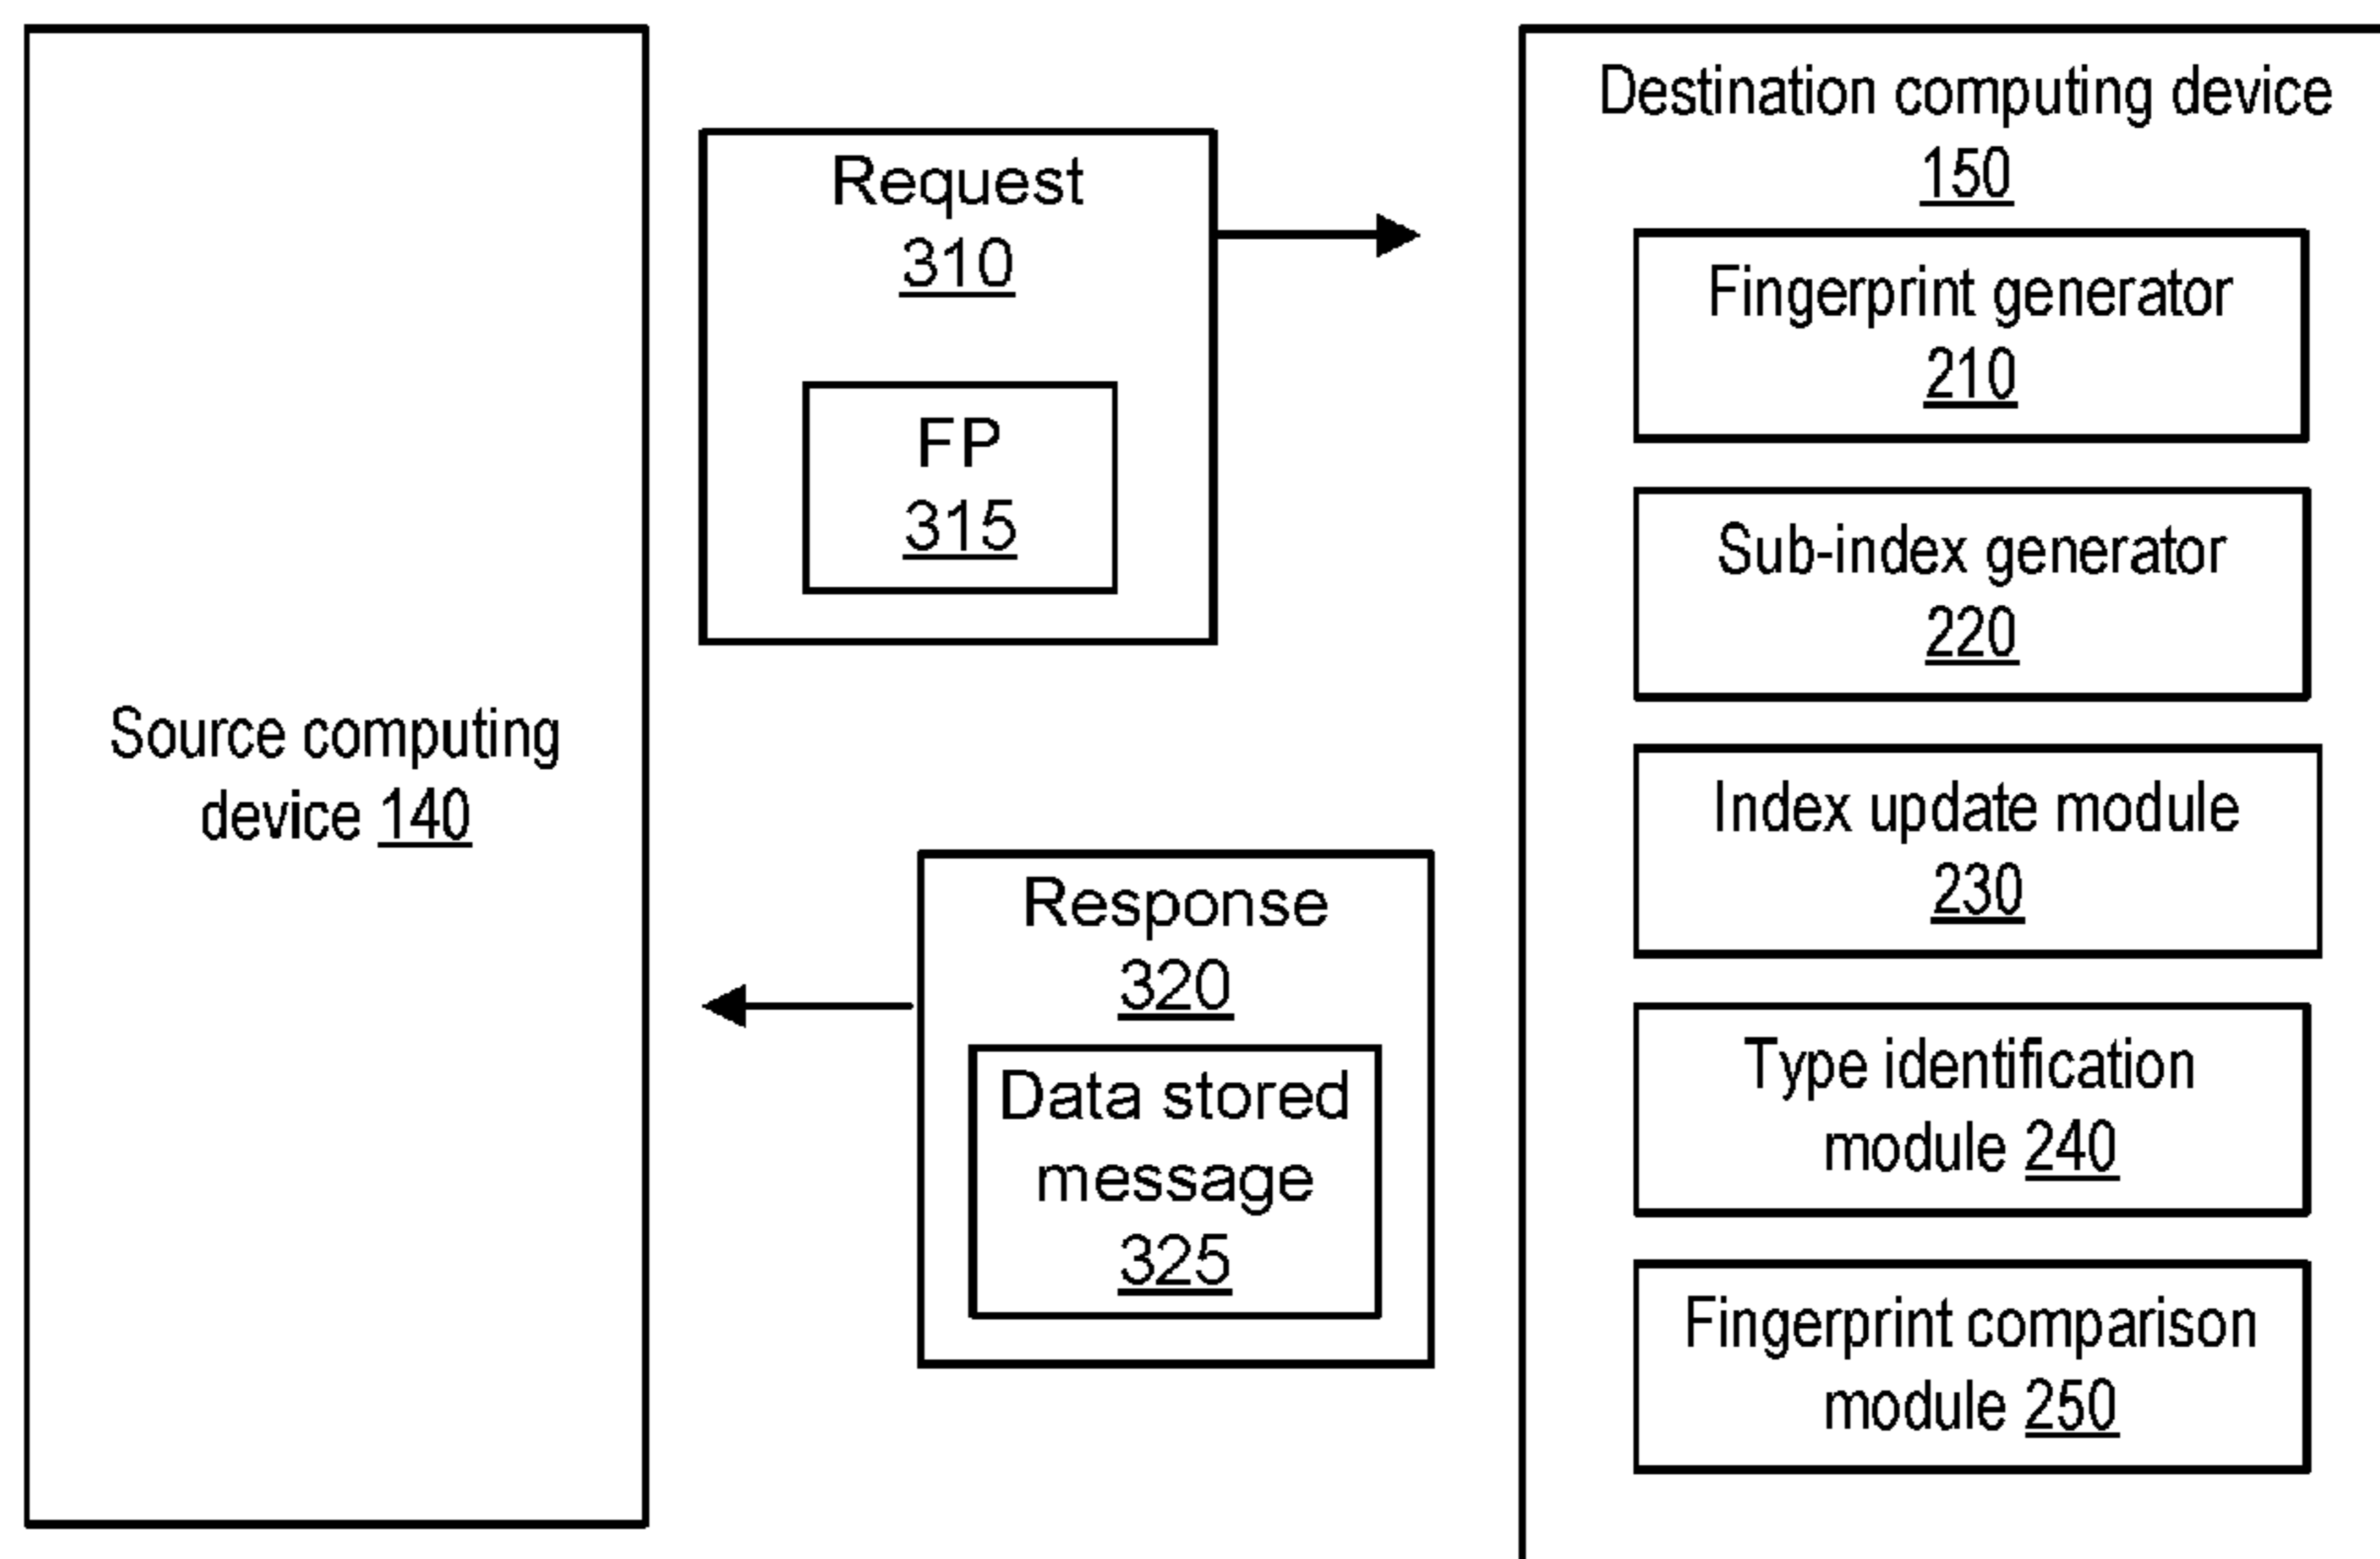 Source computing
device 140
Request
310
FP
315
Response
320
Data stored
message
325
Destination computing device
150
Fingerprint generator
210
Sub-index generator
220
Index update module
230
Type identification
module 240
Fingerprint comparison
module 250